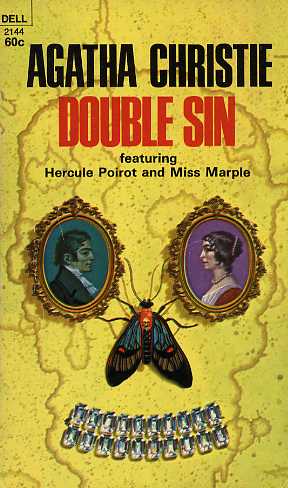 DELL
2144
60c
AGATHA CHRISTIE
DOUBLE SIN
featuring
Hercule Poirot and Miss Marple